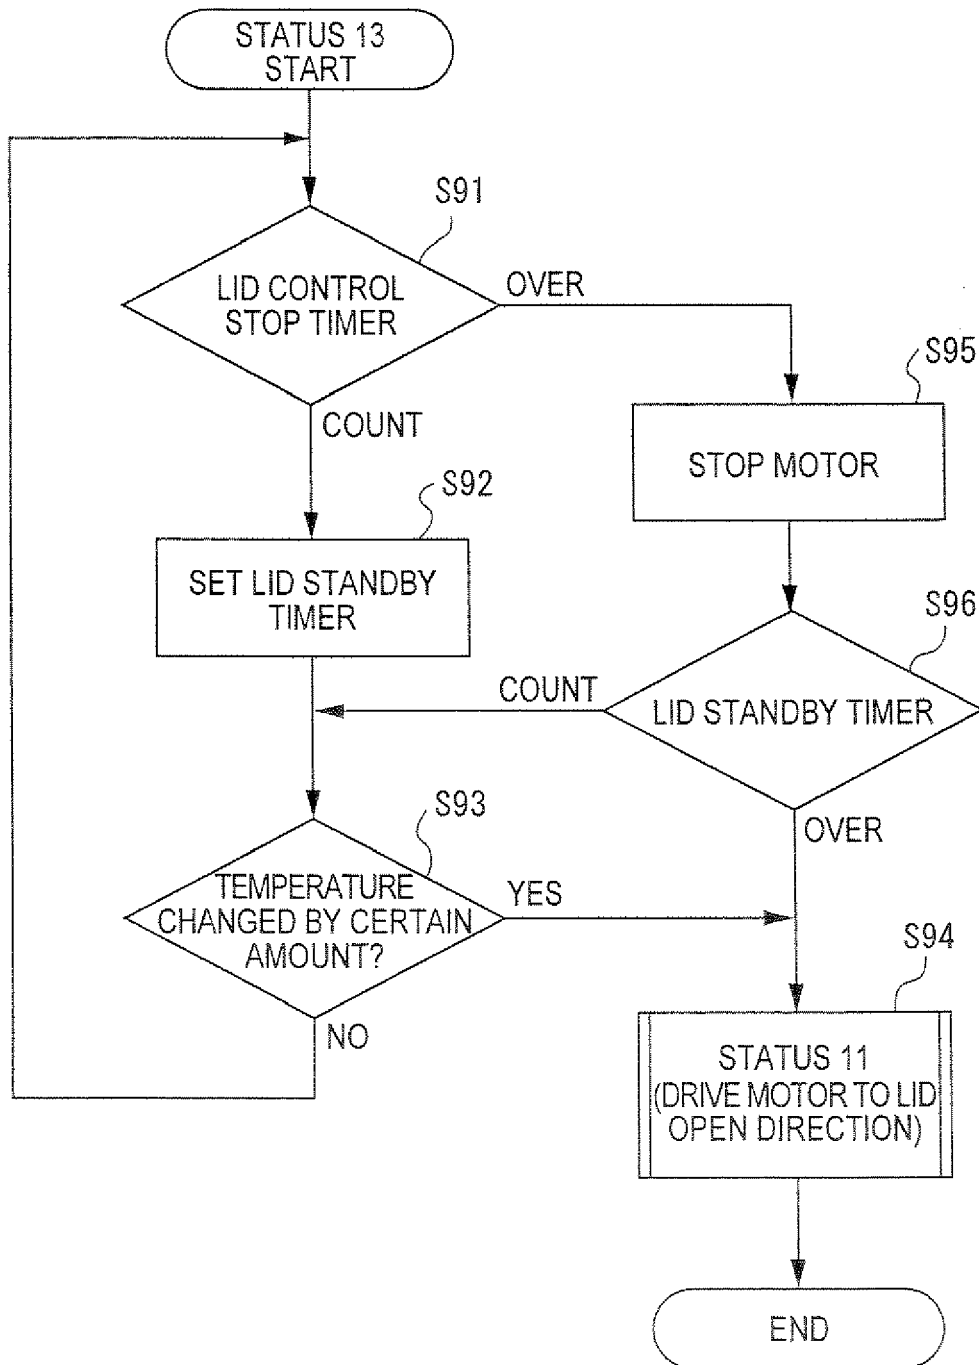 STATUS 13
START
S91
LID CONTROL
STOP TIMER
OVER
COUNT
S95
STOP MOTOR
S92
SET LID STANDBY
TIMER
S96
LID STANDBY TIMER
COUNT
OVER
S93
TEMPERATURE
CHANGED BY CERTAIN
AMOUNT?
YES
NO
S94
STATUS 11
(DRIVE MOTOR TO LID
OPEN DIRECTION)
END